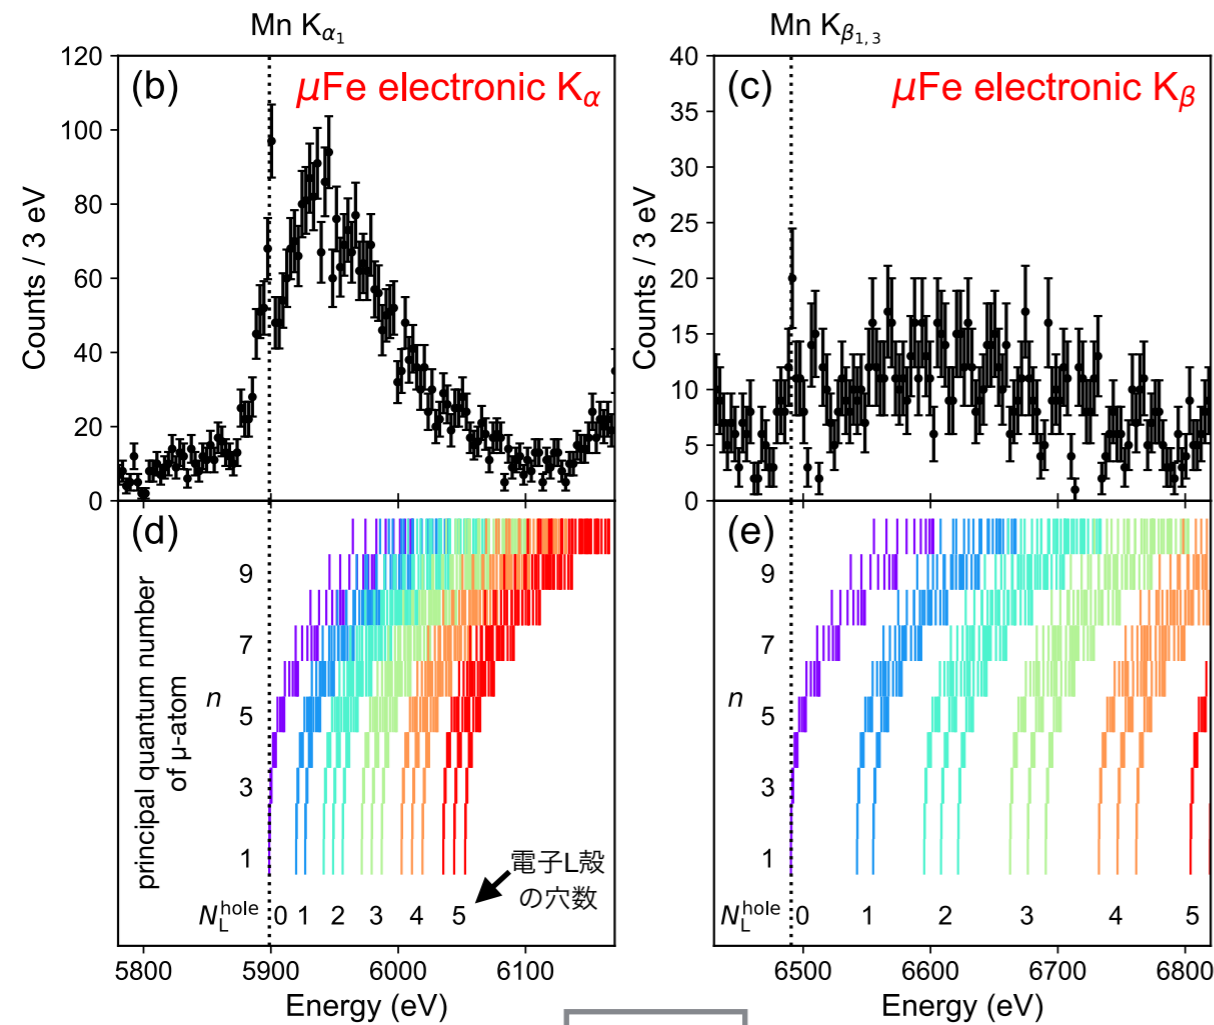 Mn Kα1
Mn Kβ1,3
(b)
μFe electronic Kα
120
100
80
60
40
20
0
Counts / 3 eV
(c)
μFe electronic Kβ
40
35
30
25
20
15
10
5
0
Counts / 3 eV
(d)
principal quantum number
of μ-atom
n
9
7
5
3
1
電子L殻
の穴数
N_L^hole 0 1 2 3 4 5
5800 5900 6000 6100
Energy (eV)
(e)
n
9
7
5
3
1
N_L^hole 0 1 2 3 4 5
6500 6600 6700 6800
Energy (eV)